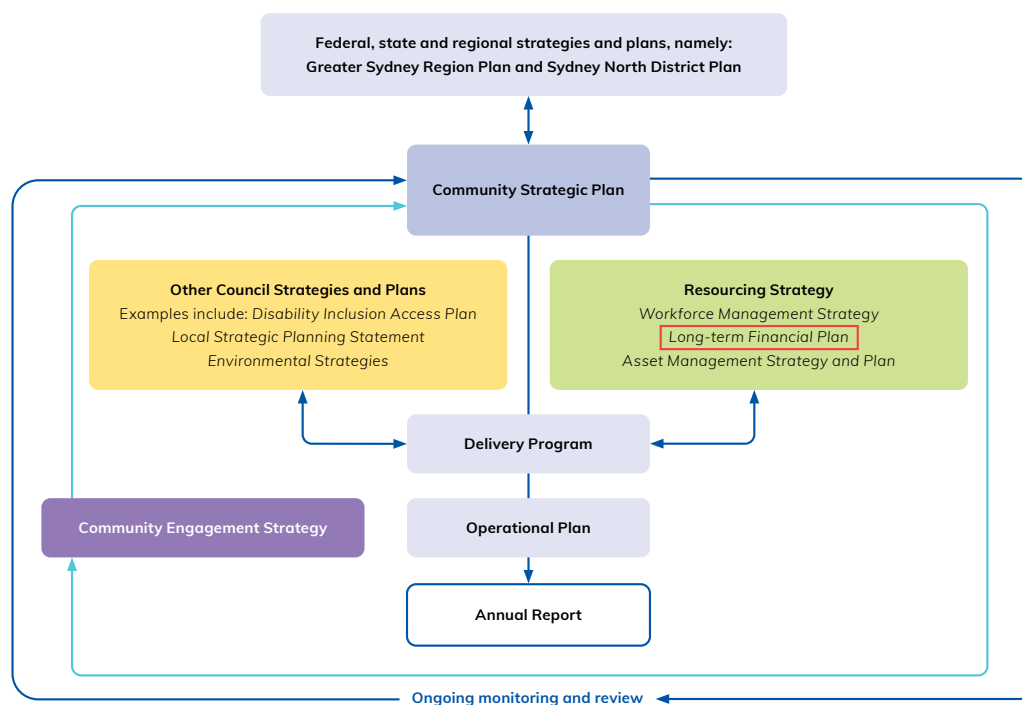 Federal, state and regional strategies and plans, namely:
Greater Sydney Region Plan and Sydney North District Plan
Community Strategic Plan
Other Council Strategies and Plans
Examples include: Disability Inclusion Access Plan
Local Strategic Planning Statement
Environmental Strategies
Resourcing Strategy
Workforce Management Strategy
Long-term Financial Plan
Asset Management Strategy and Plan
Delivery Program
Community Engagement Strategy
Operational Plan
Annual Report
Ongoing monitoring and review